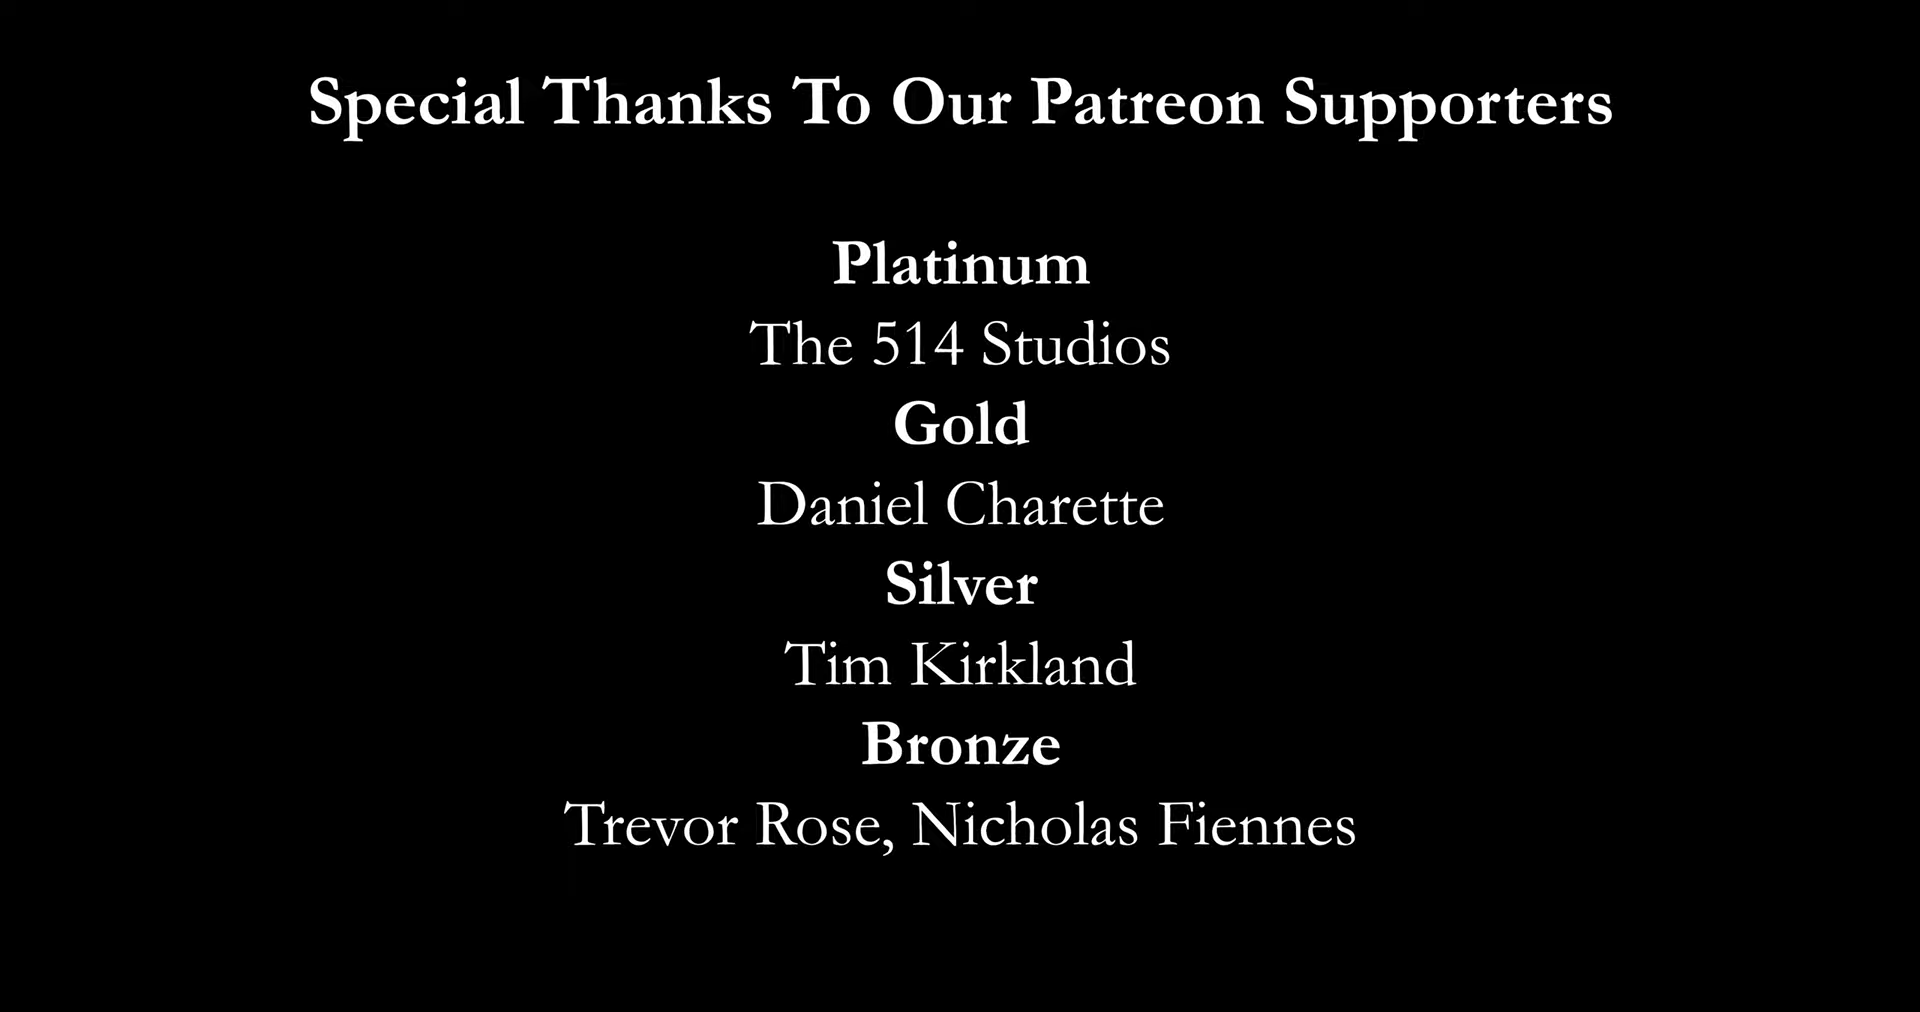 Special Thanks To Our Patreon Supporters
Platinum
The 514 Studios
Gold
Daniel Charette
Silver
Tim Kirkland
Bronze
Trevor Rose, Nicholas Fiennes